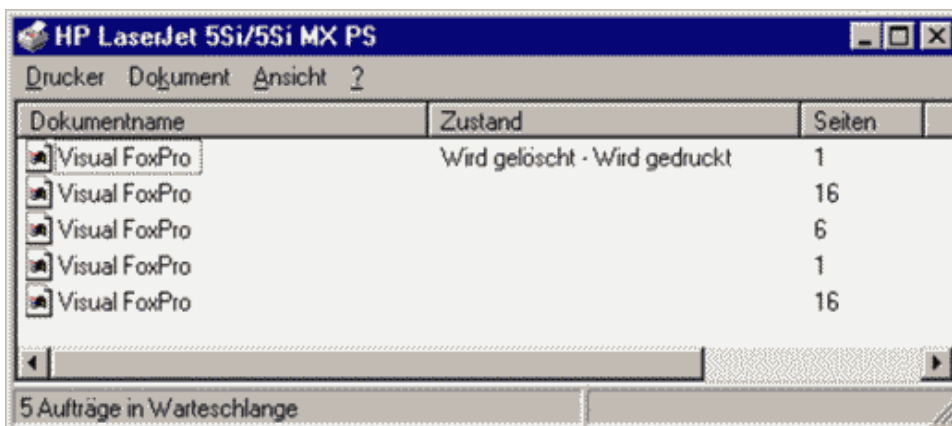 HP LaserJet 5Si/5Si MX PS
Drucker Dokument Ansicht ?
Dokumentname Zustand Seiten
Visual FoxPro Wird gelöscht - Wird gedruckt 1
Visual FoxPro 16
Visual FoxPro 6
Visual FoxPro 1
Visual FoxPro 16
5 Aufträge in Warteschlange